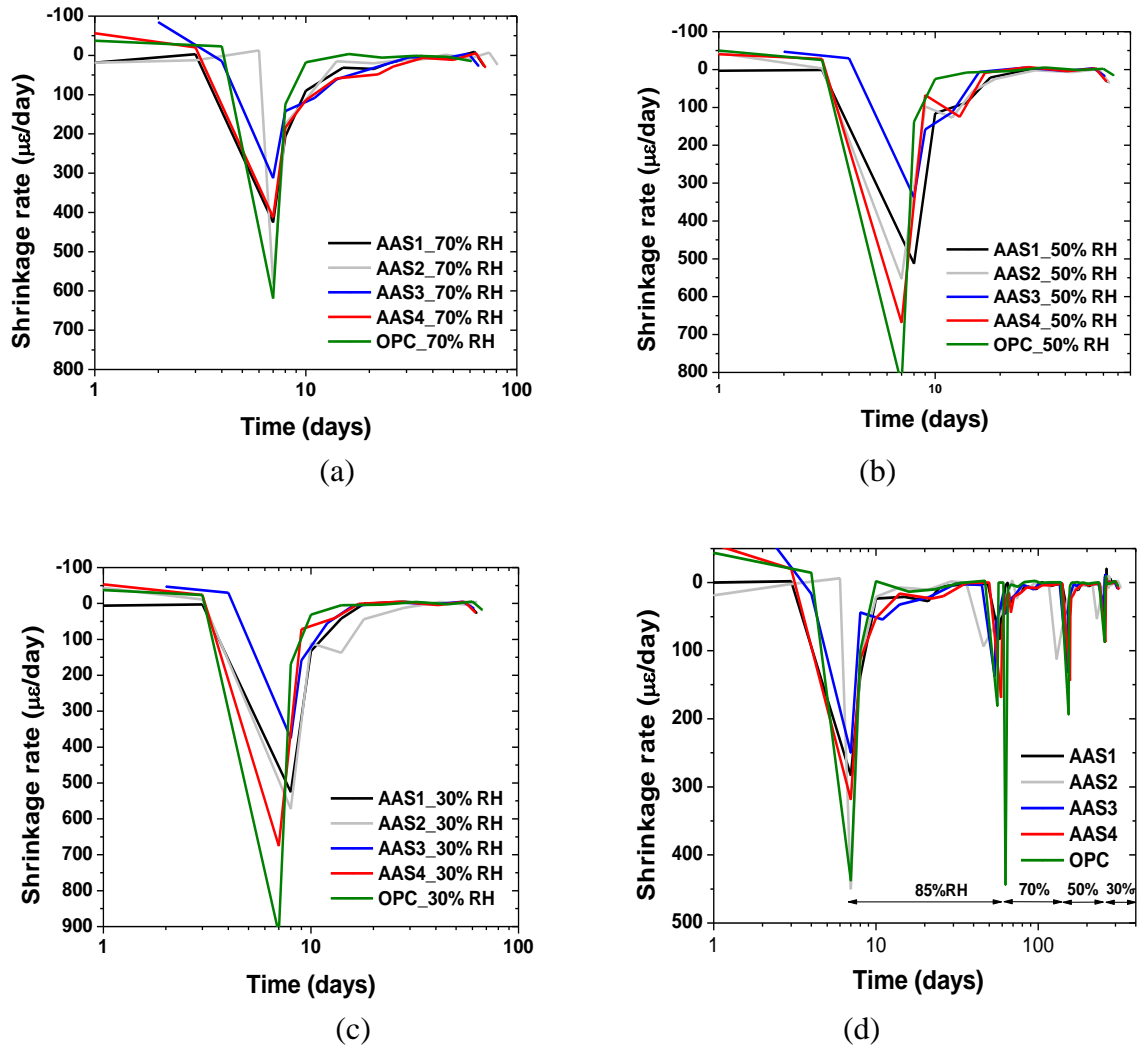 -100
0
100
200
300
400
500
600
700
800
Shrinkage rate (με/day)
AAS1_70% RH
AAS2_70% RH
AAS3_70% RH
AAS4_70% RH
OPC_70% RH
1
10
100
Time (days)
(a)
-100
0
100
200
300
400
500
600
700
800
Shrinkage rate (με/day)
AAS1_50% RH
AAS2_50% RH
AAS3_50% RH
AAS4_50% RH
OPC_50% RH
1
10
Time (days)
(b)
-100
0
100
200
300
400
500
600
700
800
900
Shrinkage rate (με/day)
AAS1_30% RH
AAS2_30% RH
AAS3_30% RH
AAS4_30% RH
OPC_30% RH
1
10
100
Time (days)
(c)
0
100
200
300
400
500
Shrinkage rate (με/day)
AAS1
AAS2
AAS3
AAS4
OPC
85%RH
70%
50%
30%
1
10
100
Time (days)
(d)